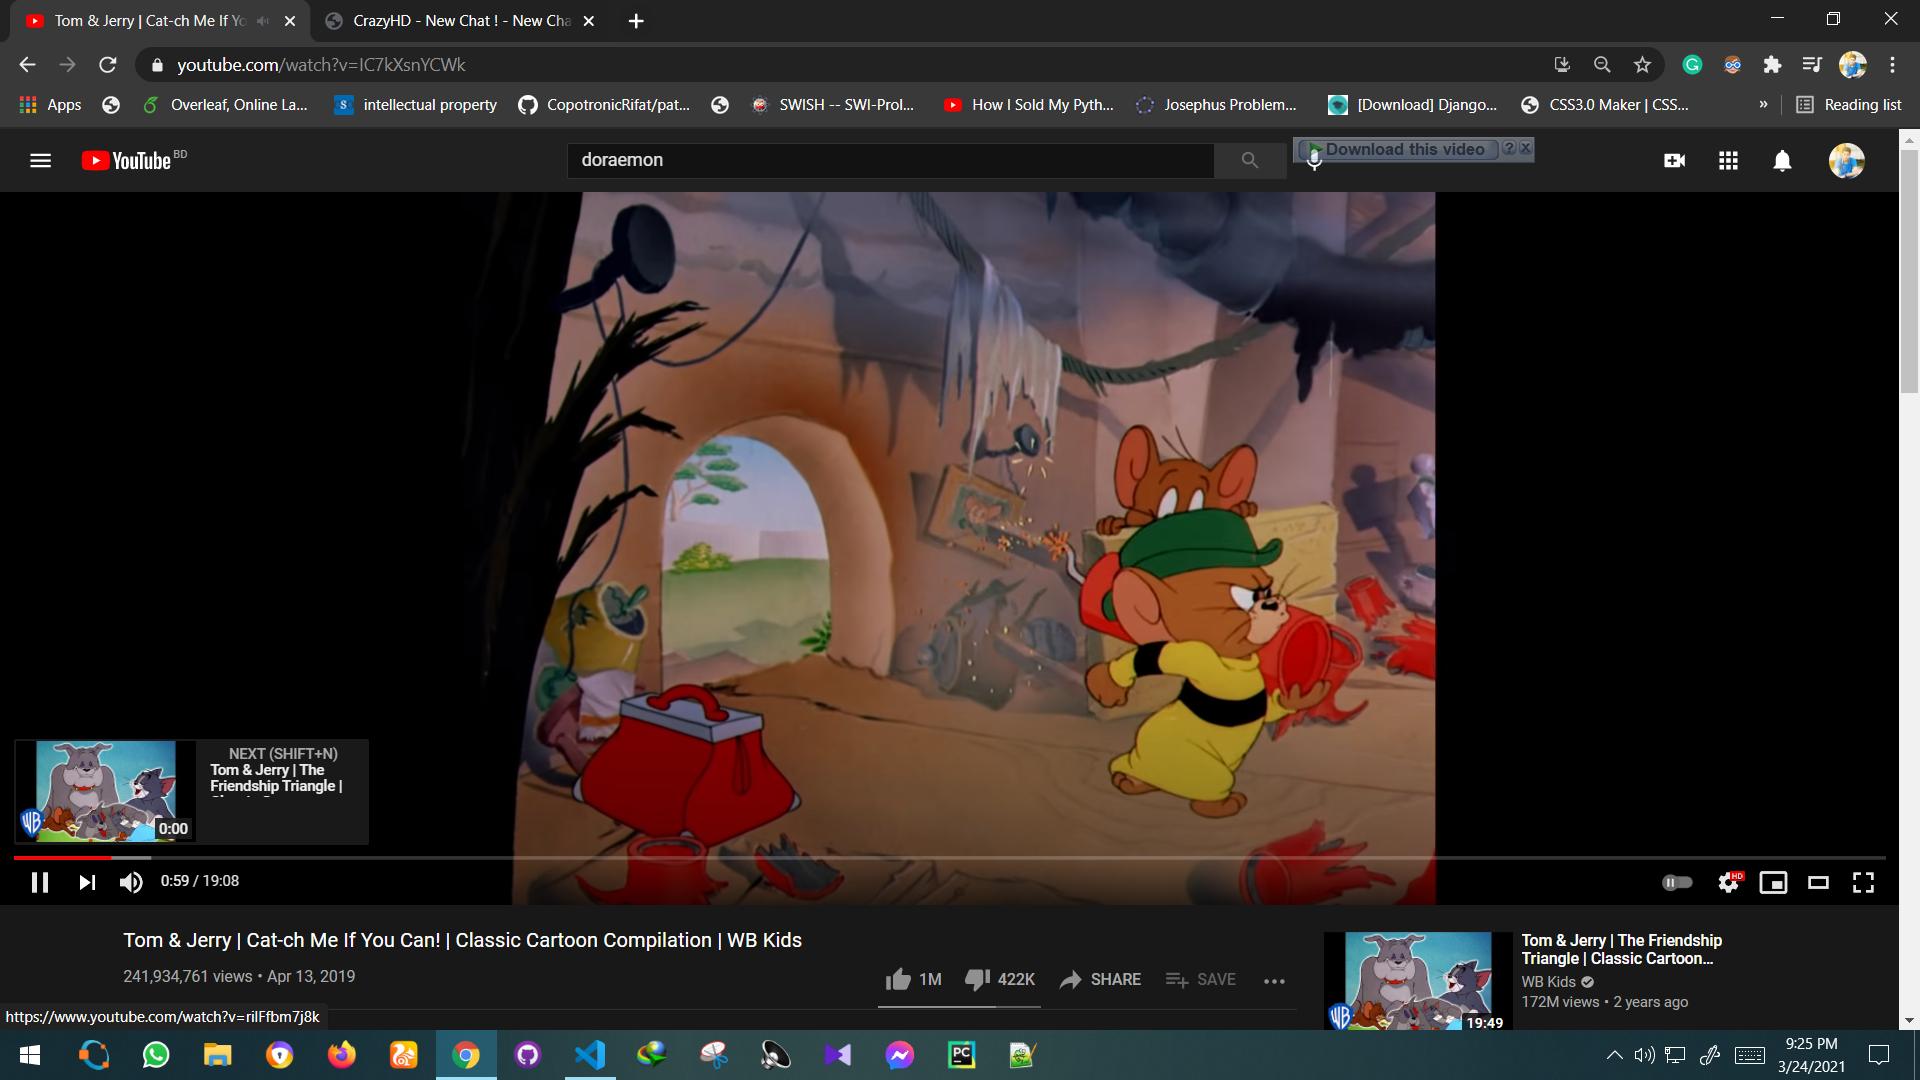 Tom & Jerry | Cat-ch Me If Yo
CrazyHD - New Chat ! - New Cha
youtube.com/watch?v=IC7kXsnYCWk
Apps
Overleaf, Online La...
S intellectual property
CopotronicRifat/pat...
SWISH -- SWI-Prol...
How I Sold My Pyth...
Josephus Problem...
[Download] Django...
CSS3.0 Maker | CSS...
»
Reading list
YouTube BD
doraemon
Download this video ? X
NEXT (SHIFT+N)
Tom & Jerry | The
Friendship Triangle |
WB
0:00
0:59 / 19:08
HD
Tom & Jerry | Cat-ch Me If You Can! | Classic Cartoon Compilation | WB Kids
241,934,761 views • Apr 13, 2019
1M
422K
SHARE
SAVE
Tom & Jerry | The Friendship
Triangle | Classic Cartoon...
WB Kids
172M views • 2 years ago
WB
19:49
https://www.youtube.com/watch?v=rilFfbm7j8k
PC
9:25 PM
3/24/2021